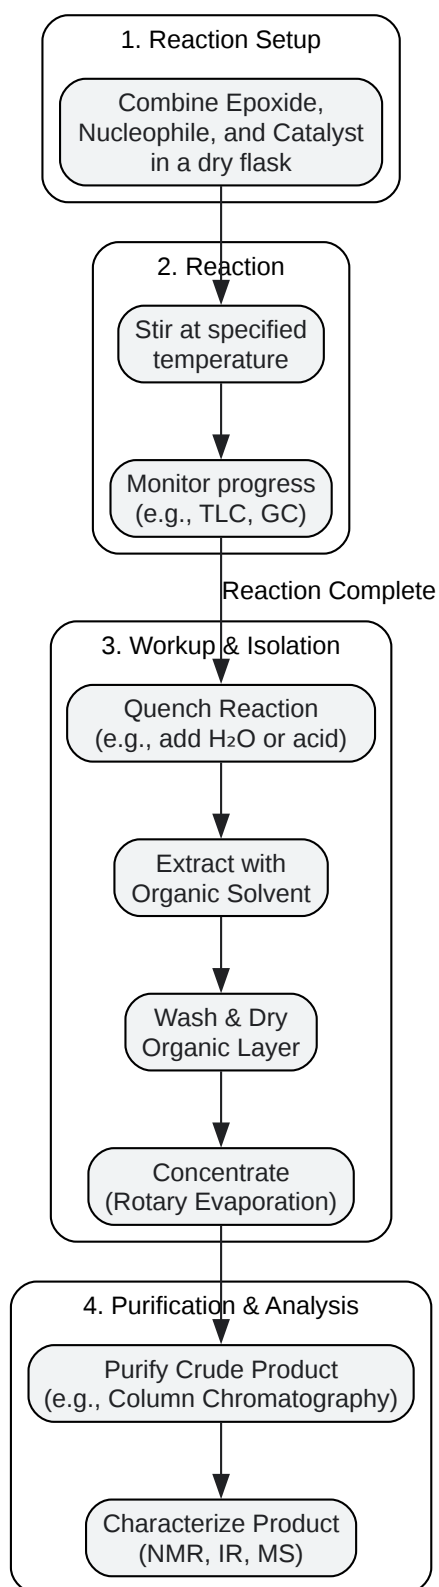 1. Reaction Setup
Combine Epoxide,
Nucleophile, and Catalyst
in a dry flask
2. Reaction
Stir at specified
temperature
Monitor progress
(e.g., TLC, GC)
Reaction Complete
3. Workup & Isolation
Quench Reaction
(e.g., add H₂O or acid)
Extract with
Organic Solvent
Wash & Dry
Organic Layer
Concentrate
(Rotary Evaporation)
4. Purification & Analysis
Purify Crude Product
(e.g., Column Chromatography)
Characterize Product
(NMR, IR, MS)